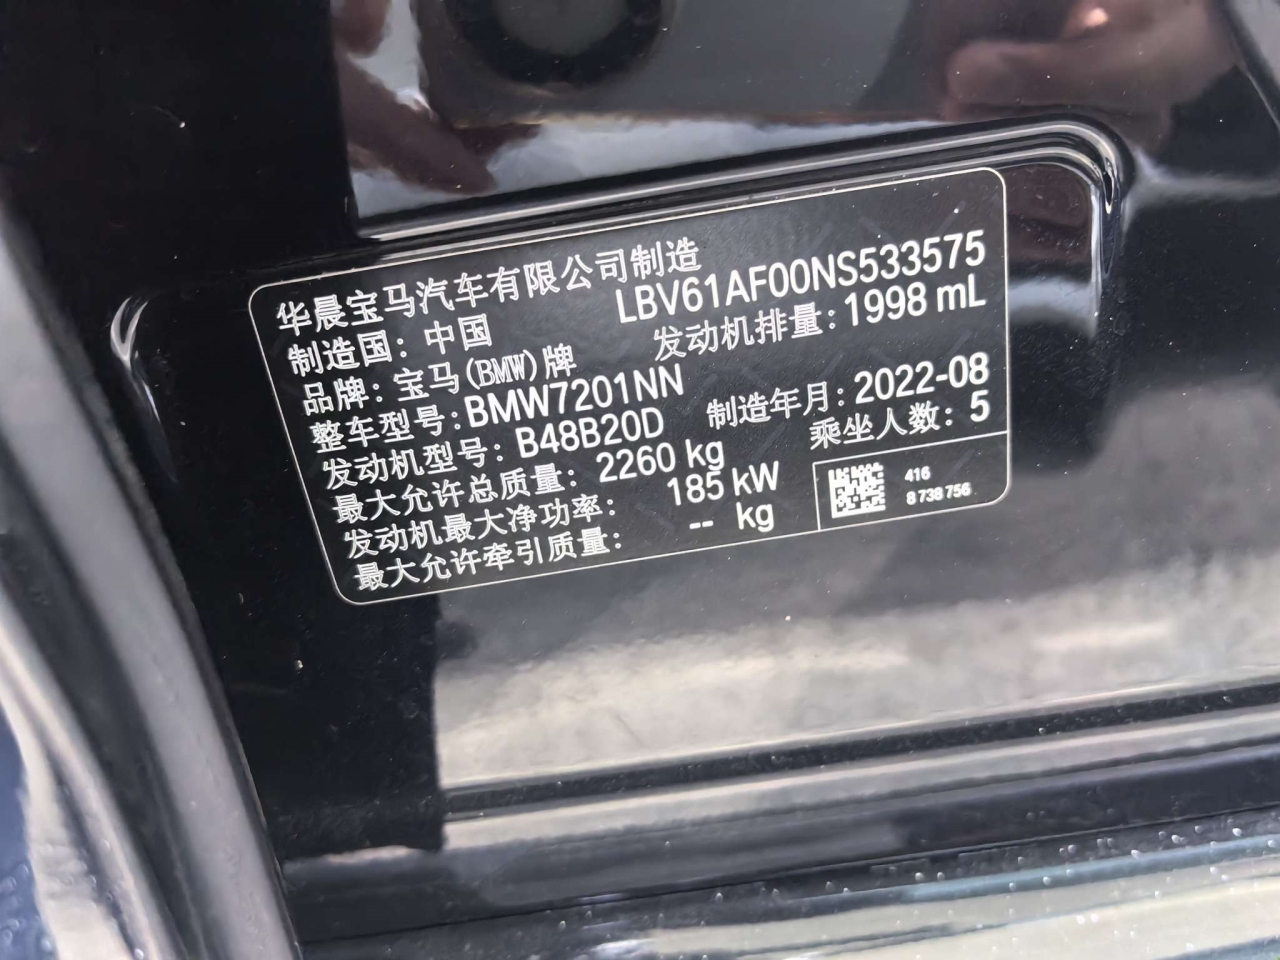 华晨宝马汽车有限公司制造
制造国：中国 LBV61AF00NS533575
品牌：宝马(BMW)牌 发动机排量：1998 mL
整车型号：BMW7201NN
发动机型号：B48B20D 制造年月：2022-08
最大允许总质量：2260 kg 乘坐人数：5
发动机最大净功率：185 kW
最大允许牵引质量：-- kg
416
8 738 756